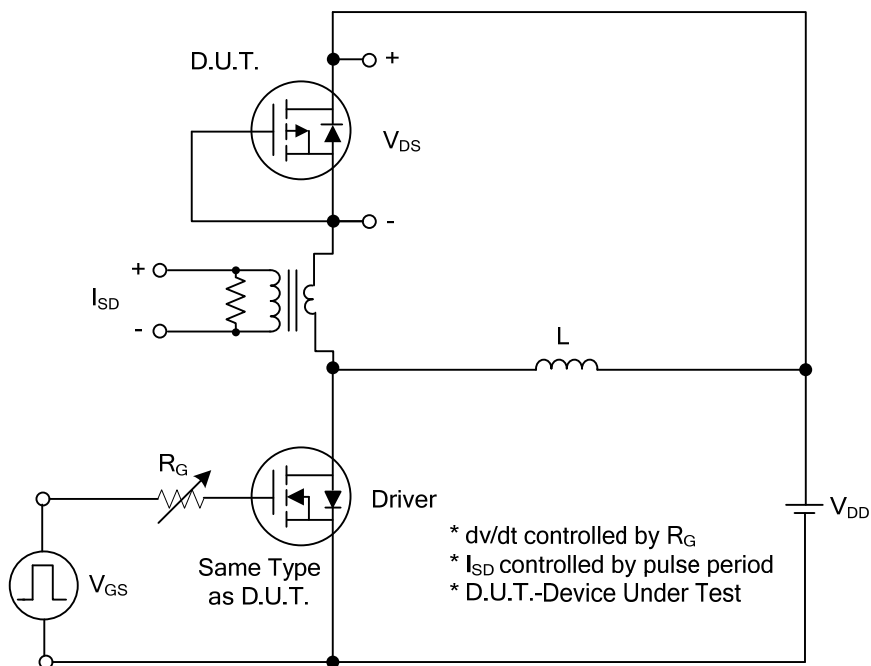 D.U.T.
+
VDS
-
+
ISD
-
L
RG
Driver
VDD
VGS
Same Type
as D.U.T.
* dv/dt controlled by RG
* ISD controlled by pulse period
* D.U.T.-Device Under Test